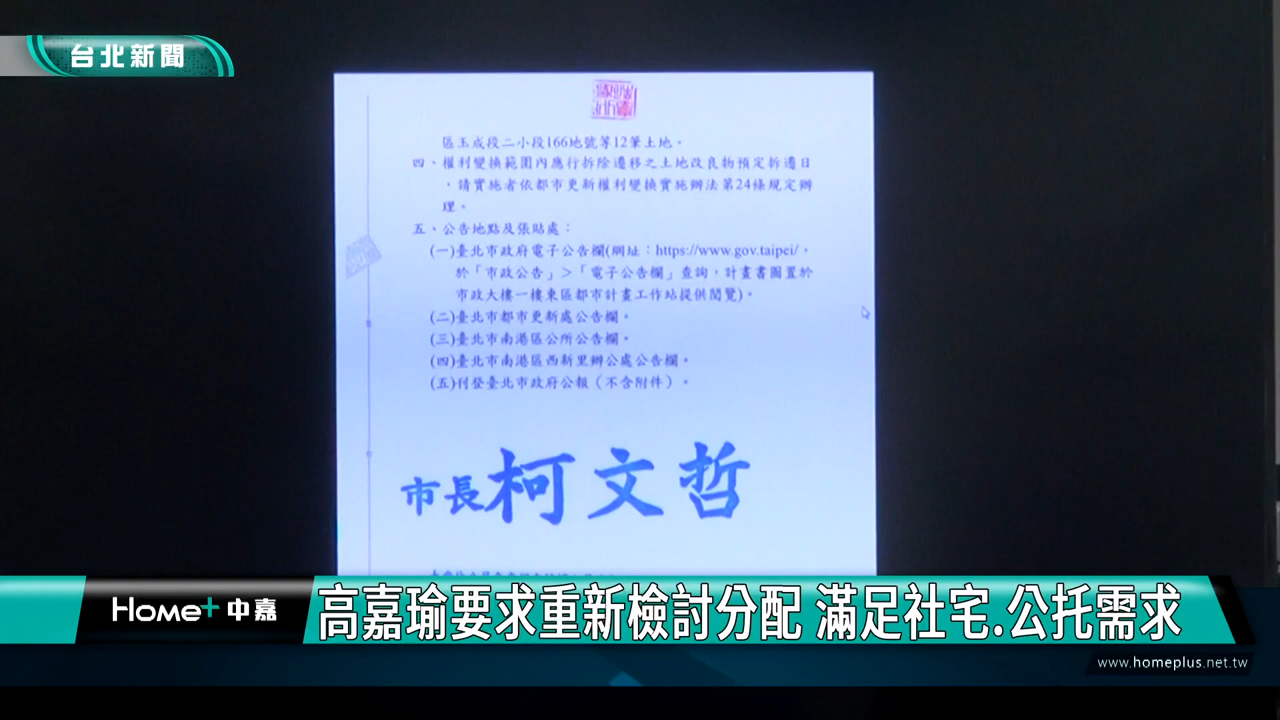 台北新聞
區玉成段二小段166地號等12筆土地。
四、權利變換範圍內應行拆除遷移之土地改良物預定拆遷日
，請實施者依都市更新權利變換實施辦法第24條規定辦
理。
五、公告地點及張貼處：
(一)臺北市政府電子公告欄(網址：https://www.gov.taipei/，
於「市政公告」＞「電子公告欄」查詢，計畫書圖置於
市政大樓一樓東區都市計畫工作站提供閱覽)。
(二)臺北市都市更新處公告欄。
(三)臺北市南港區公所公告欄。
(四)臺北市南港區西新里辦公處公告欄。
(五)刊登臺北市政府公報（不含附件）。
市長柯文哲
Home+ 中嘉
高嘉瑜要求重新檢討分配 滿足社宅.公托需求
www.homeplus.net.tw